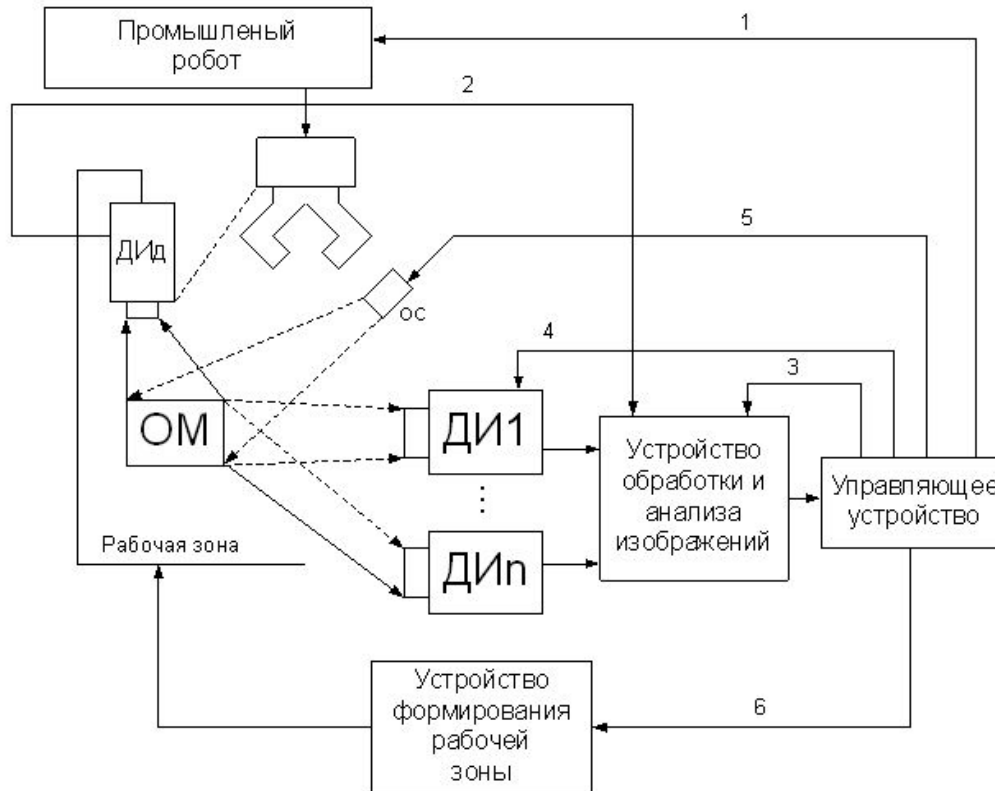 Промышленый
робот
1
2
ДИд
5
ОС
4
3
ОМ
ДИ1
Устройство
обработки и
анализа
изображений
Управляющее
устройство
Рабочая зона
ДИn
Устройство
формирования
рабочей
зоны
6